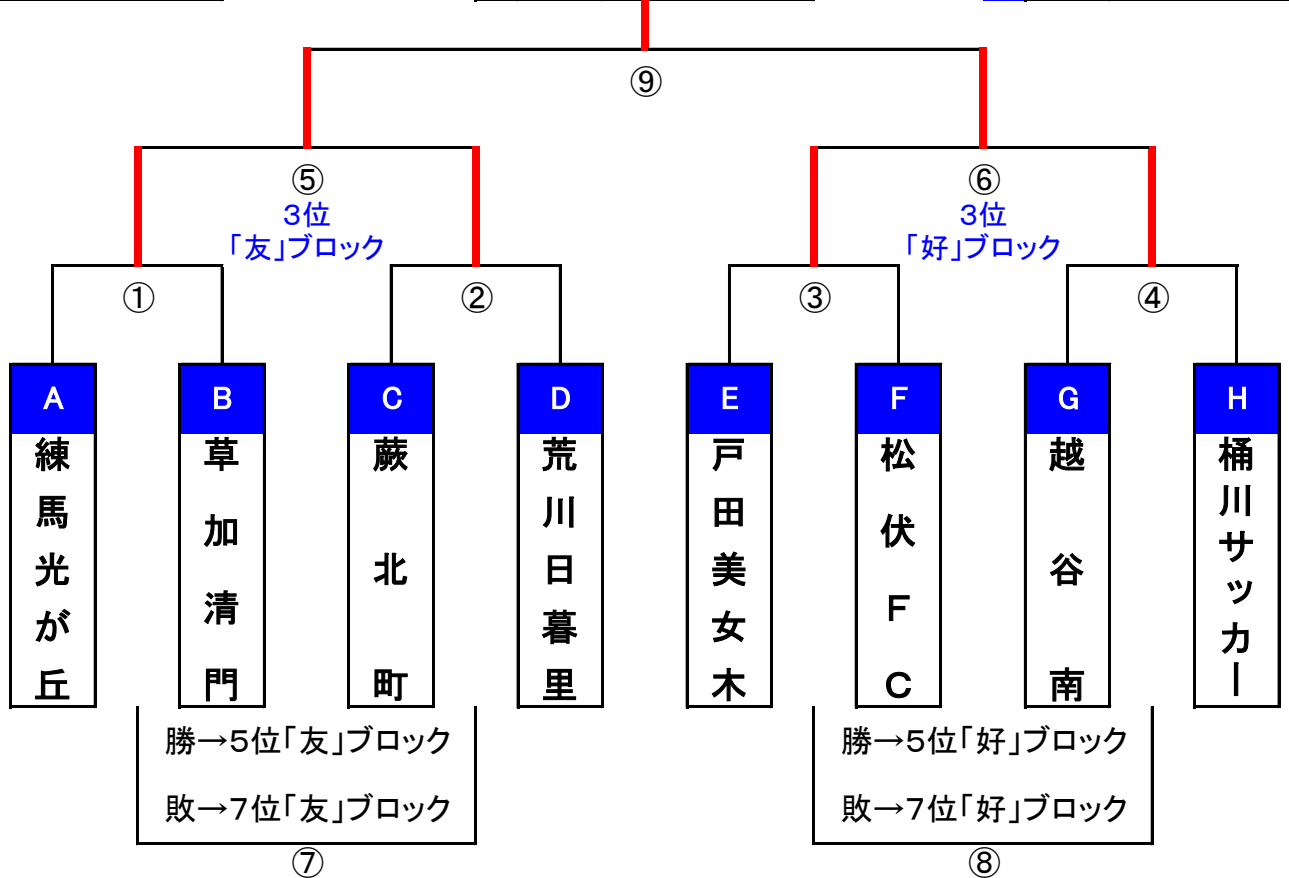 ⑨
⑤
⑥
3位
3位
「友」ブロック
「好」ブロック
①
②
③
④
A
B
C
D
E
F
G
H
練馬光が丘
草加清門
蕨北町
荒川日暮里
戸田美女木
松伏FC
越谷南
桶川サッカー
勝→5位「友」ブロック
勝→5位「好」ブロック
敗→7位「友」ブロック
敗→7位「好」ブロック
⑦
⑧